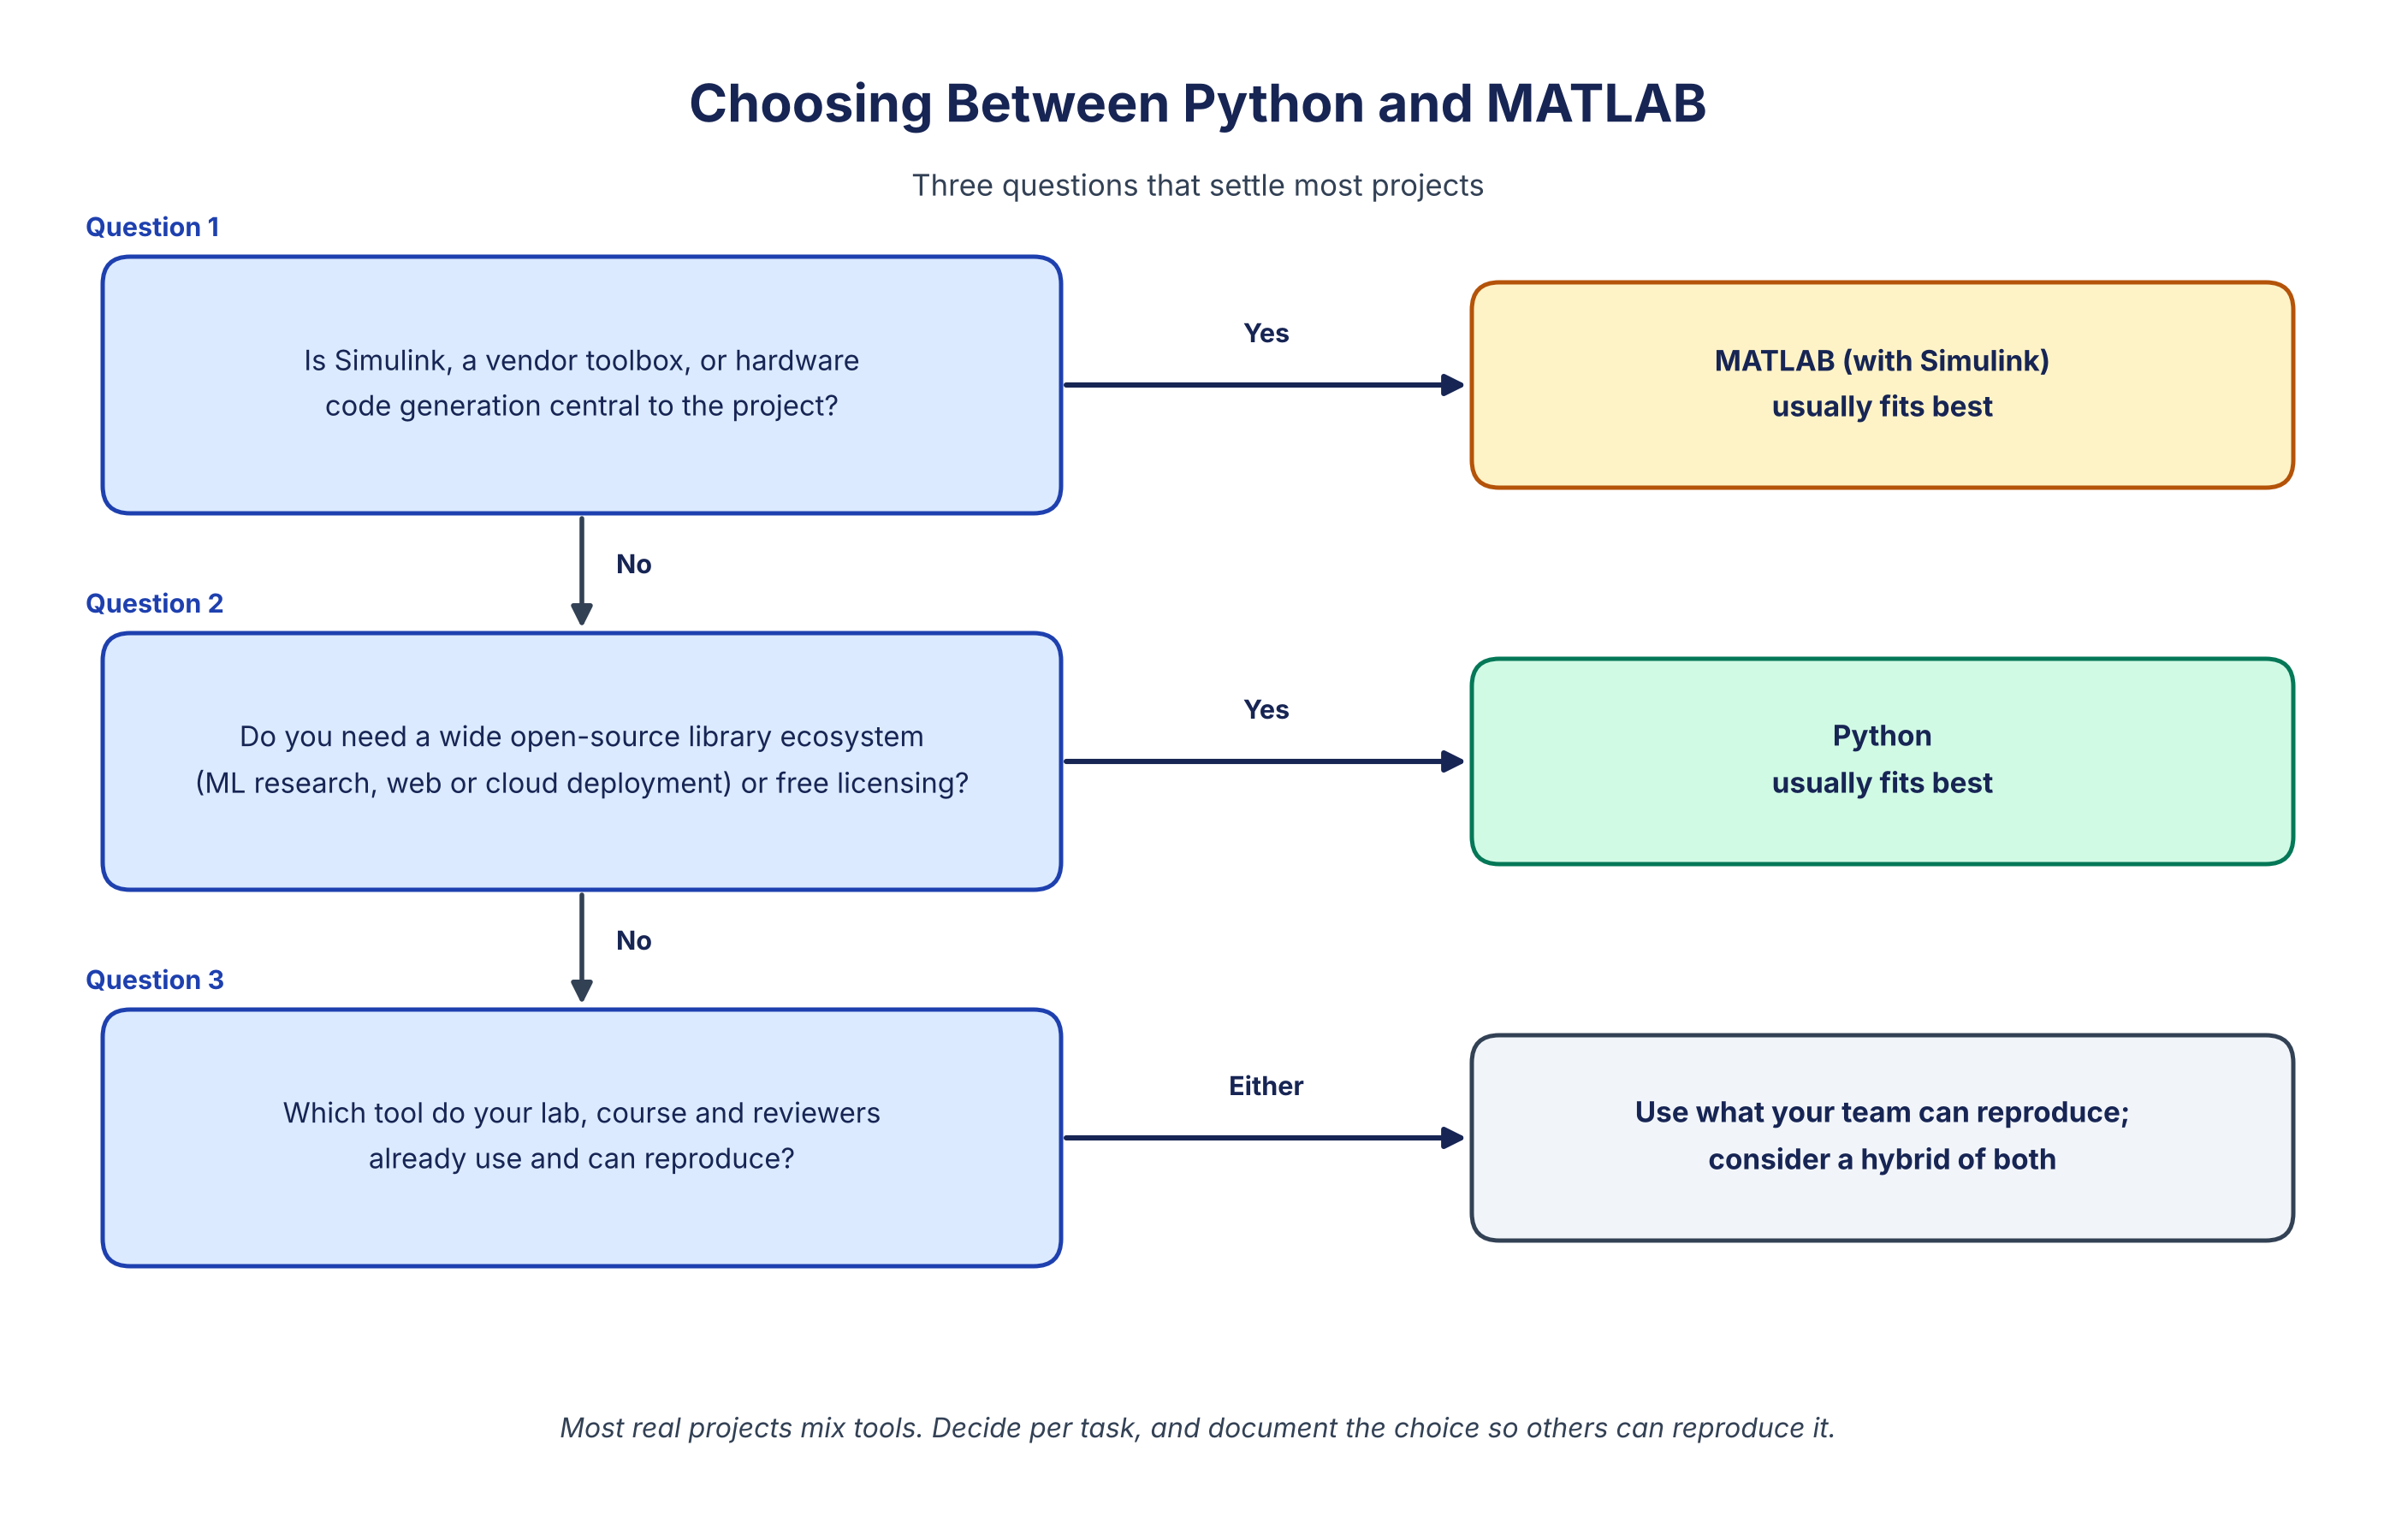 Choosing Between Python and MATLAB
Three questions that settle most projects
Question 1
Is Simulink, a vendor toolbox, or hardware
code generation central to the project?
Yes
MATLAB (with Simulink)
usually fits best
No
Question 2
Do you need a wide open-source library ecosystem
(ML research, web or cloud deployment) or free licensing?
Yes
Python
usually fits best
No
Question 3
Which tool do your lab, course and reviewers
already use and can reproduce?
Either
Use what your team can reproduce;
consider a hybrid of both
Most real projects mix tools. Decide per task, and document the choice so others can reproduce it.